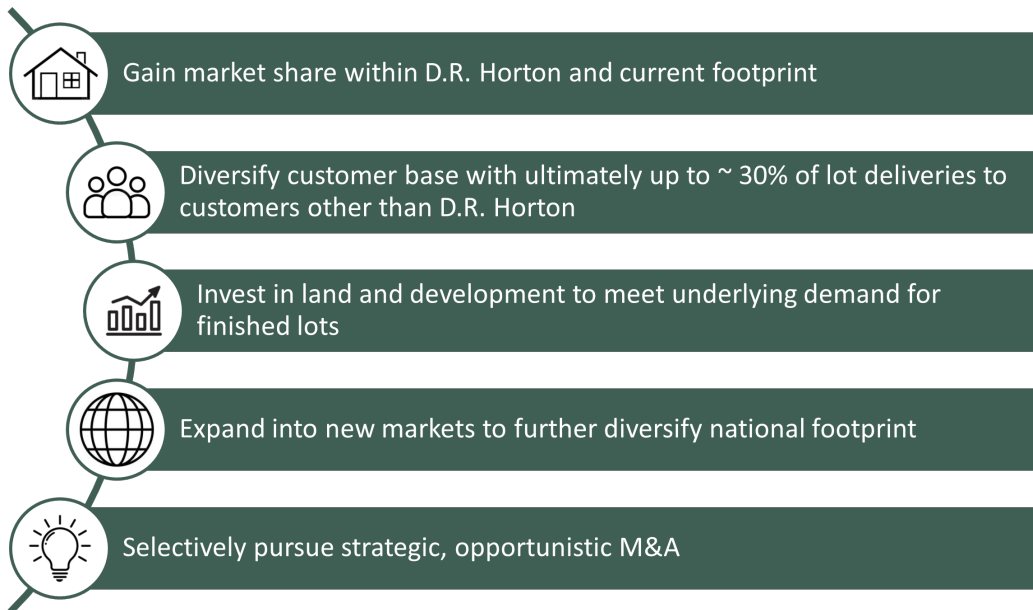 Gain market share within D.R. Horton and current footprint
Diversify customer base with ultimately up to ~ 30% of lot deliveries to
customers other than D.R. Horton
Invest in land and development to meet underlying demand for
finished lots
Expand into new markets to further diversify national footprint
Selectively pursue strategic, opportunistic M&A